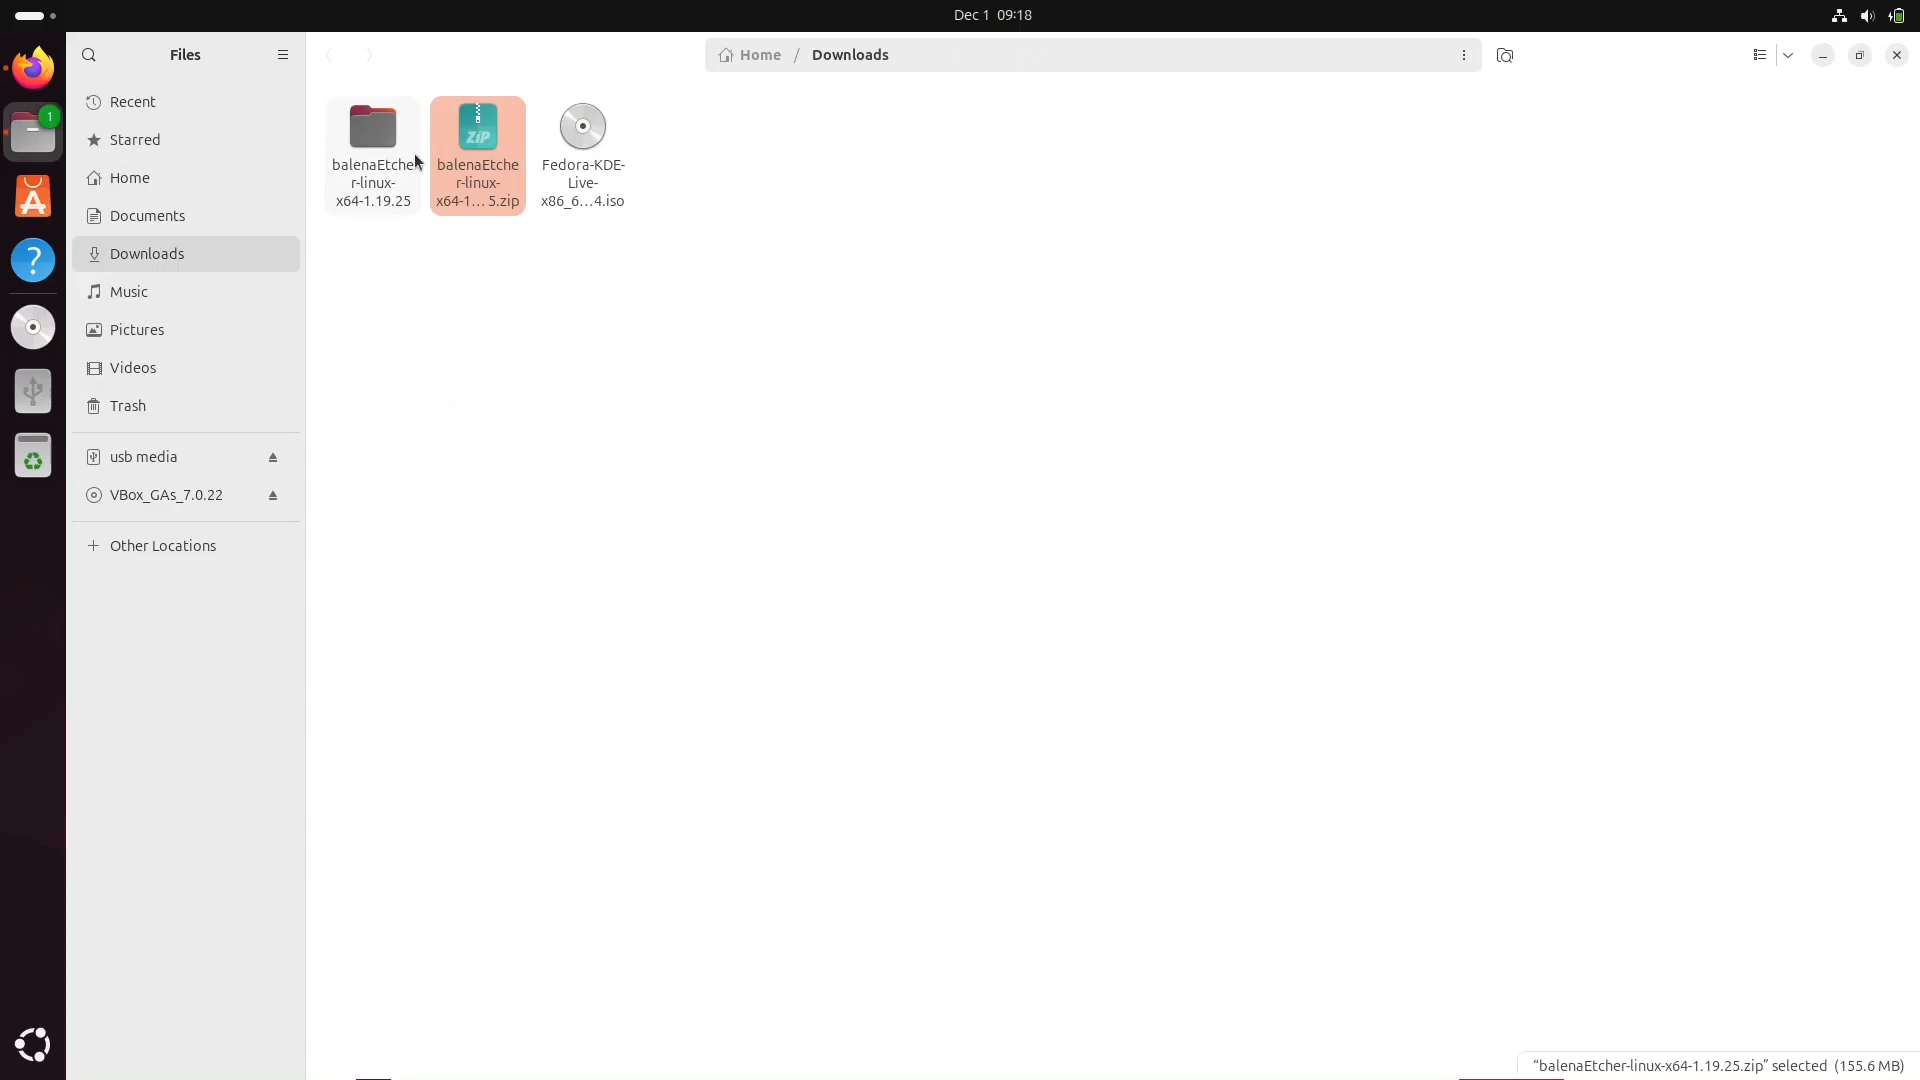 Dec 1 09:18
Files
Home / Downloads
1
Recent
Starred
Home
Documents
Downloads
Music
Pictures
Videos
Trash
usb media
VBox_GAs_7.0.22
Other Locations
balenaEtche
r-linux-
x64-1.19.25
ZIP
balenaEtche
r-linux-
x64-1...5.zip
Fedora-KDE-
Live-
x86_6...4.iso
“balenaEtcher-linux-x64-1.19.25.zip” selected (155.6 MB)